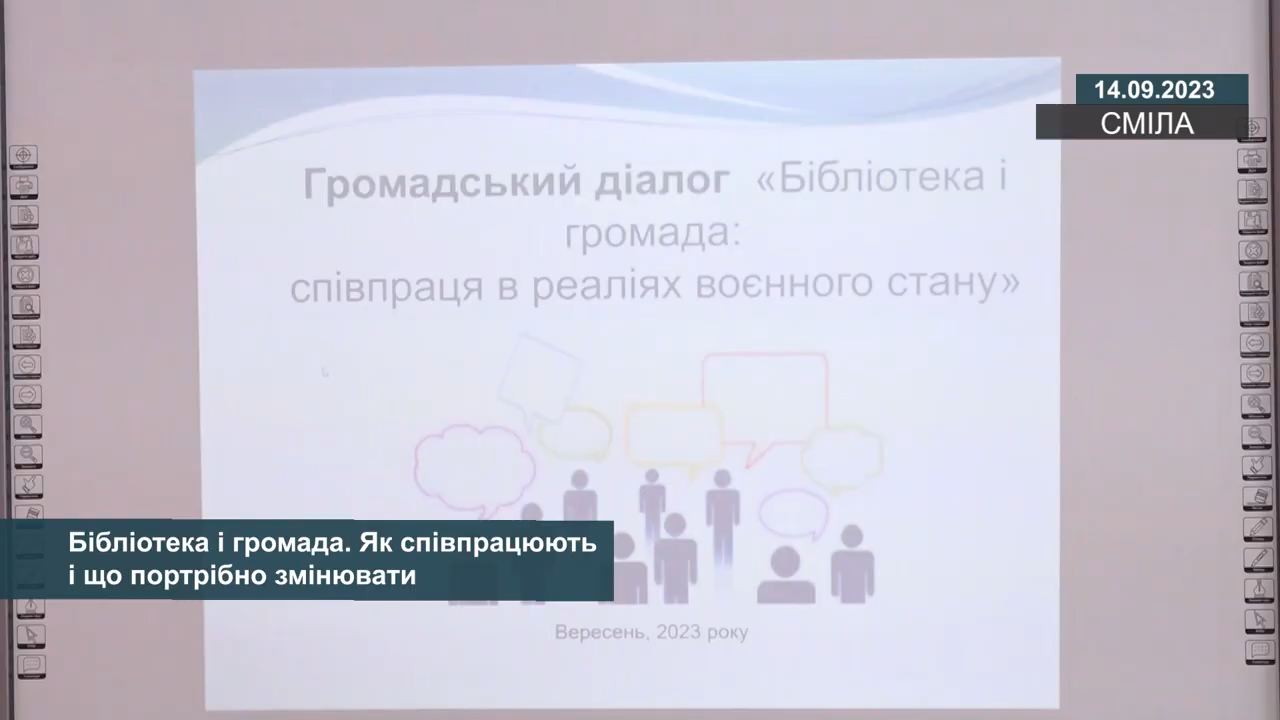 14.09.2023
СМІЛА
Громадський діалог «Бібліотека і
громада:
співпраця в реаліях воєнного стану»
Бібліотека і громада. Як співпрацюють
і що портрібно змінювати
Вересень, 2023 року